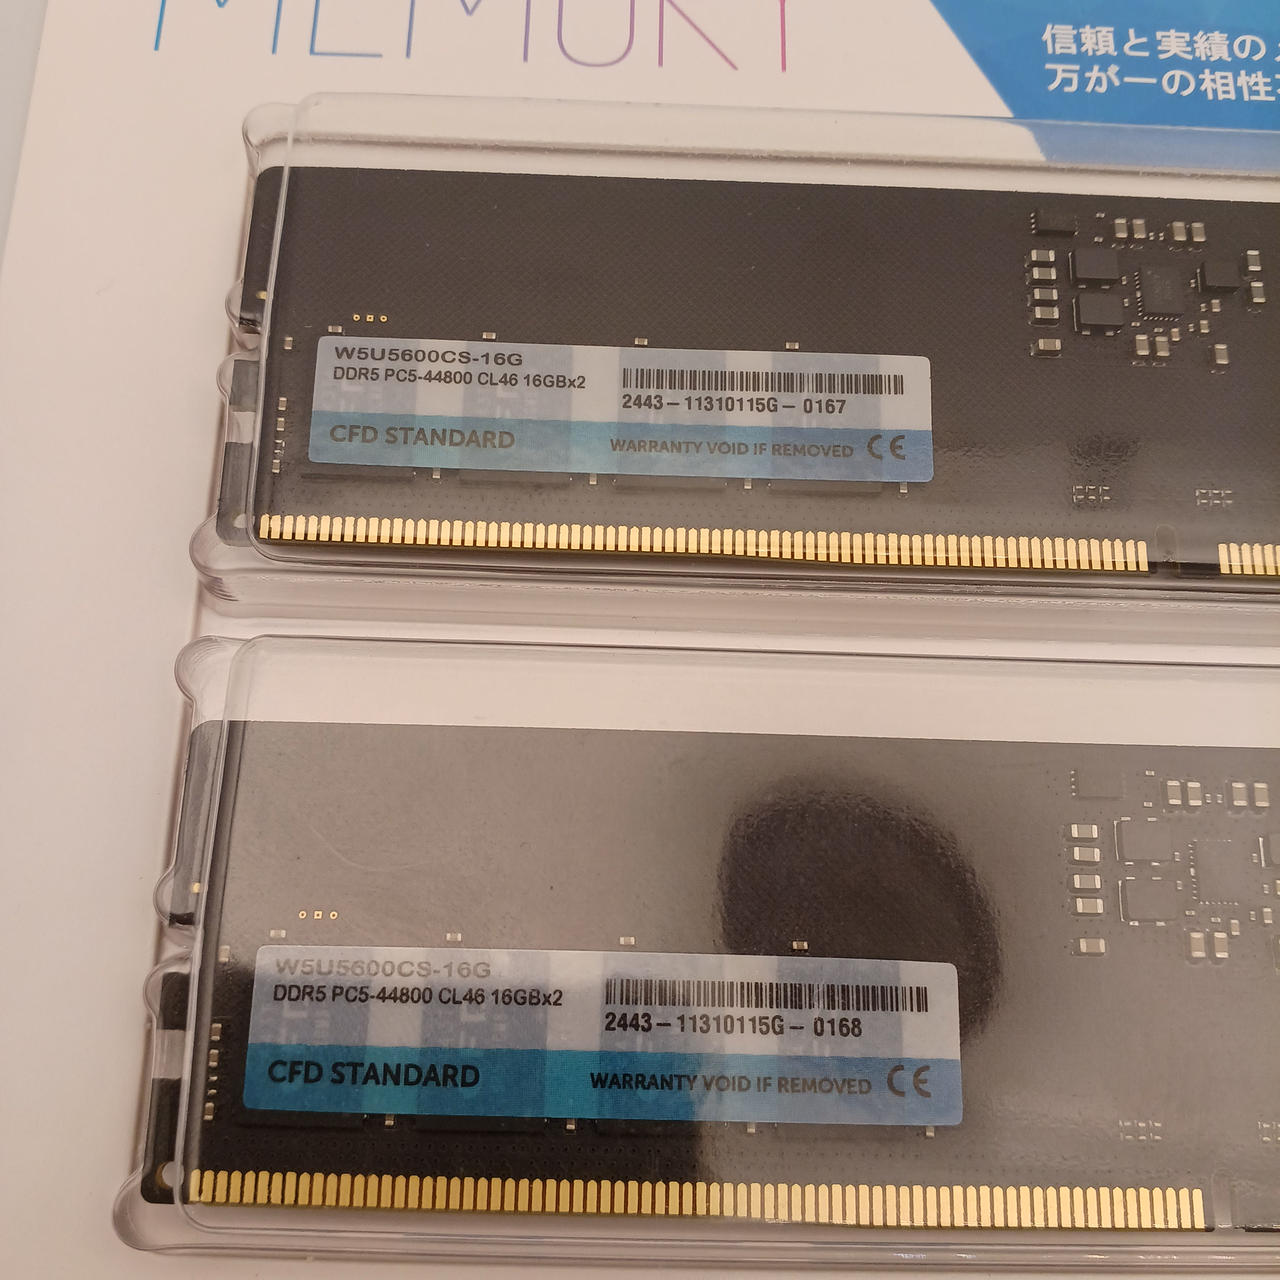 MEMORY
信頼と実績の
万が一の相性
W5U5600CS-16G
DDR5 PC5-44800 CL46 16GBx2
2443-11310115G-0167
CFD STANDARD
WARRANTY VOID IF REMOVED CE
W5U5600CS-16G
DDR5 PC5-44800 CL46 16GBx2
2443-11310115G-0168
CFD STANDARD
WARRANTY VOID IF REMOVED CE